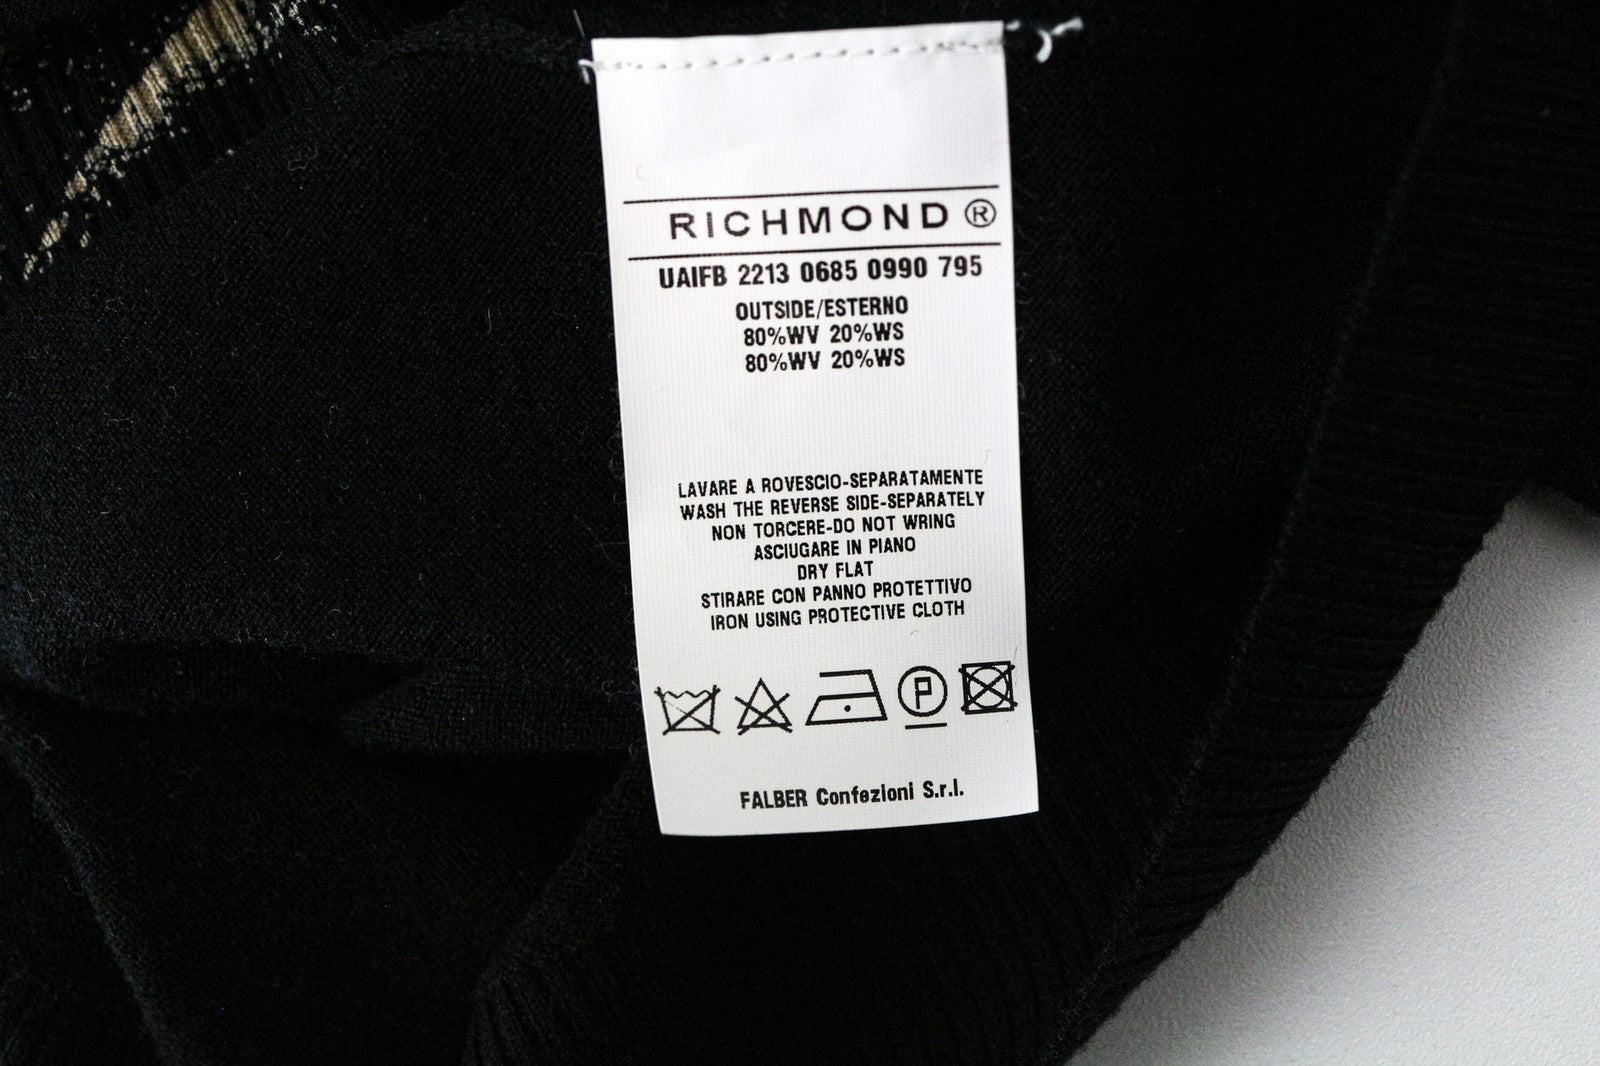 RICHMOND ®
UAIFB 2213 0685 0990 795
OUTSIDE/ESTERNO
80%WV 20%WS
80%WV 20%WS
LAVARE A ROVESCIO-SEPARATAMENTE
WASH THE REVERSE SIDE-SEPARATELY
NON TORCERE-DO NOT WRING
ASCIUGARE IN PIANO
DRY FLAT
STIRARE CON PANNO PROTETTIVO
IRON USING PROTECTIVE CLOTH
P
FALBER Confezioni S.r.l.